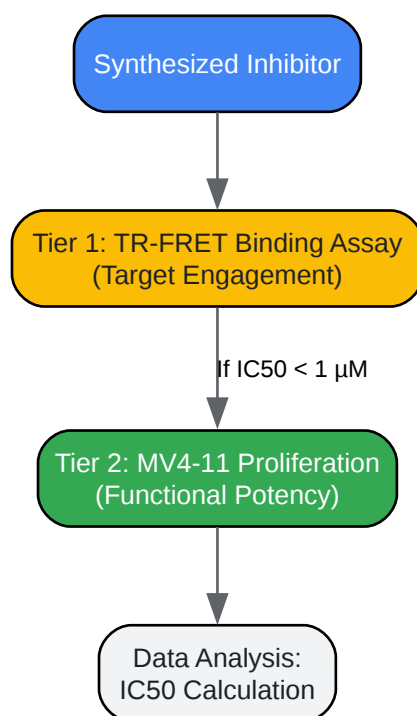 Synthesized Inhibitor
Tier 1: TR-FRET Binding Assay
(Target Engagement)
If IC50 < 1 µM
Tier 2: MV4-11 Proliferation
(Functional Potency)
Data Analysis:
IC50 Calculation